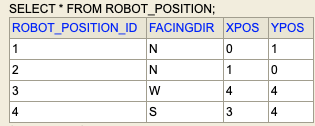 SELECT * FROM ROBOT_POSITION;
ROBOT_POSITION_ID FACINGDIR XPOS YPOS
1 N 0 1
2 N 1 0
3 W 4 4
4 S 3 4